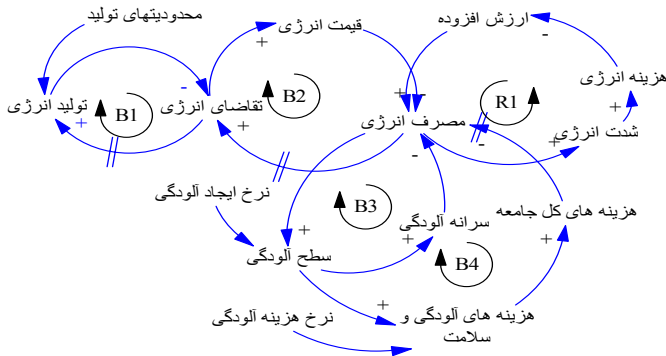 محدودیتهای تولید
قیمت انرژی
ارزش افزوده
+
-
-
+
-
هزینه انرژی
تولید انرژی
B1
تقاضای انرژی
B2
R1
+
+
+
مصرف انرژی
-
+
شدت انرژی
-
نرخ ایجاد آلودگی
B3
سرانه آلودگی
هزینه های کل جامعه
+
+
+
سطح آلودگی
B4
+
هزینه های آلودگی و
سلامت
نرخ هزینه آلودگی